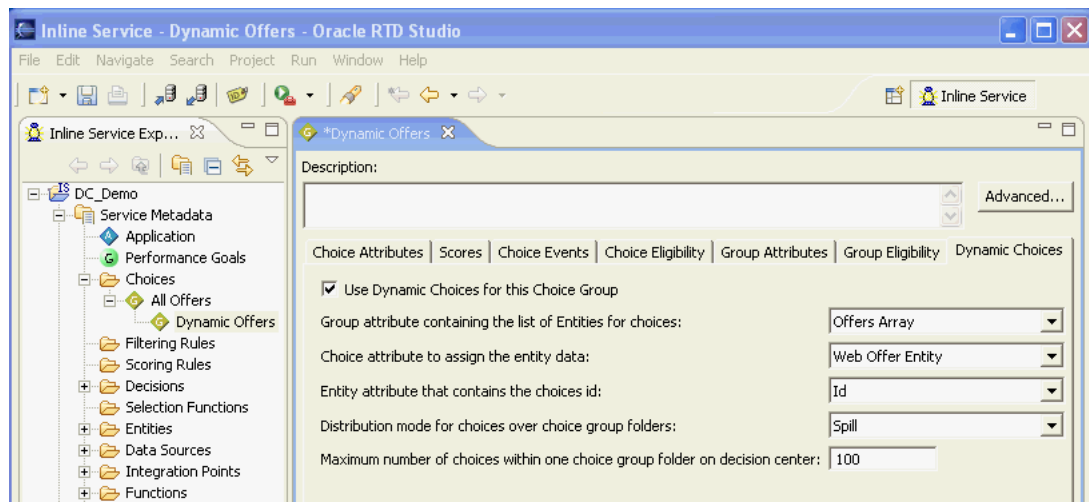 Inline Service - Dynamic Offers - Oracle RTD Studio
File Edit Navigate Search Project Run Window Help
Inline Service
Inline Service Exp...
IS DC_Demo
Service Metadata
Application
Performance Goals
Choices
All Offers
Dynamic Offers
Filtering Rules
Scoring Rules
Decisions
Selection Functions
Entities
Data Sources
Integration Points
Functions
*Dynamic Offers
Description:
Advanced...
Choice Attributes Scores Choice Events Choice Eligibility Group Attributes Group Eligibility Dynamic Choices
Use Dynamic Choices for this Choice Group
Group attribute containing the list of Entities for choices: Offers Array
Choice attribute to assign the entity data: Web Offer Entity
Entity attribute that contains the choices id: Id
Distribution mode for choices over choice group folders: Spill
Maximum number of choices within one choice group folder on decision center: 100